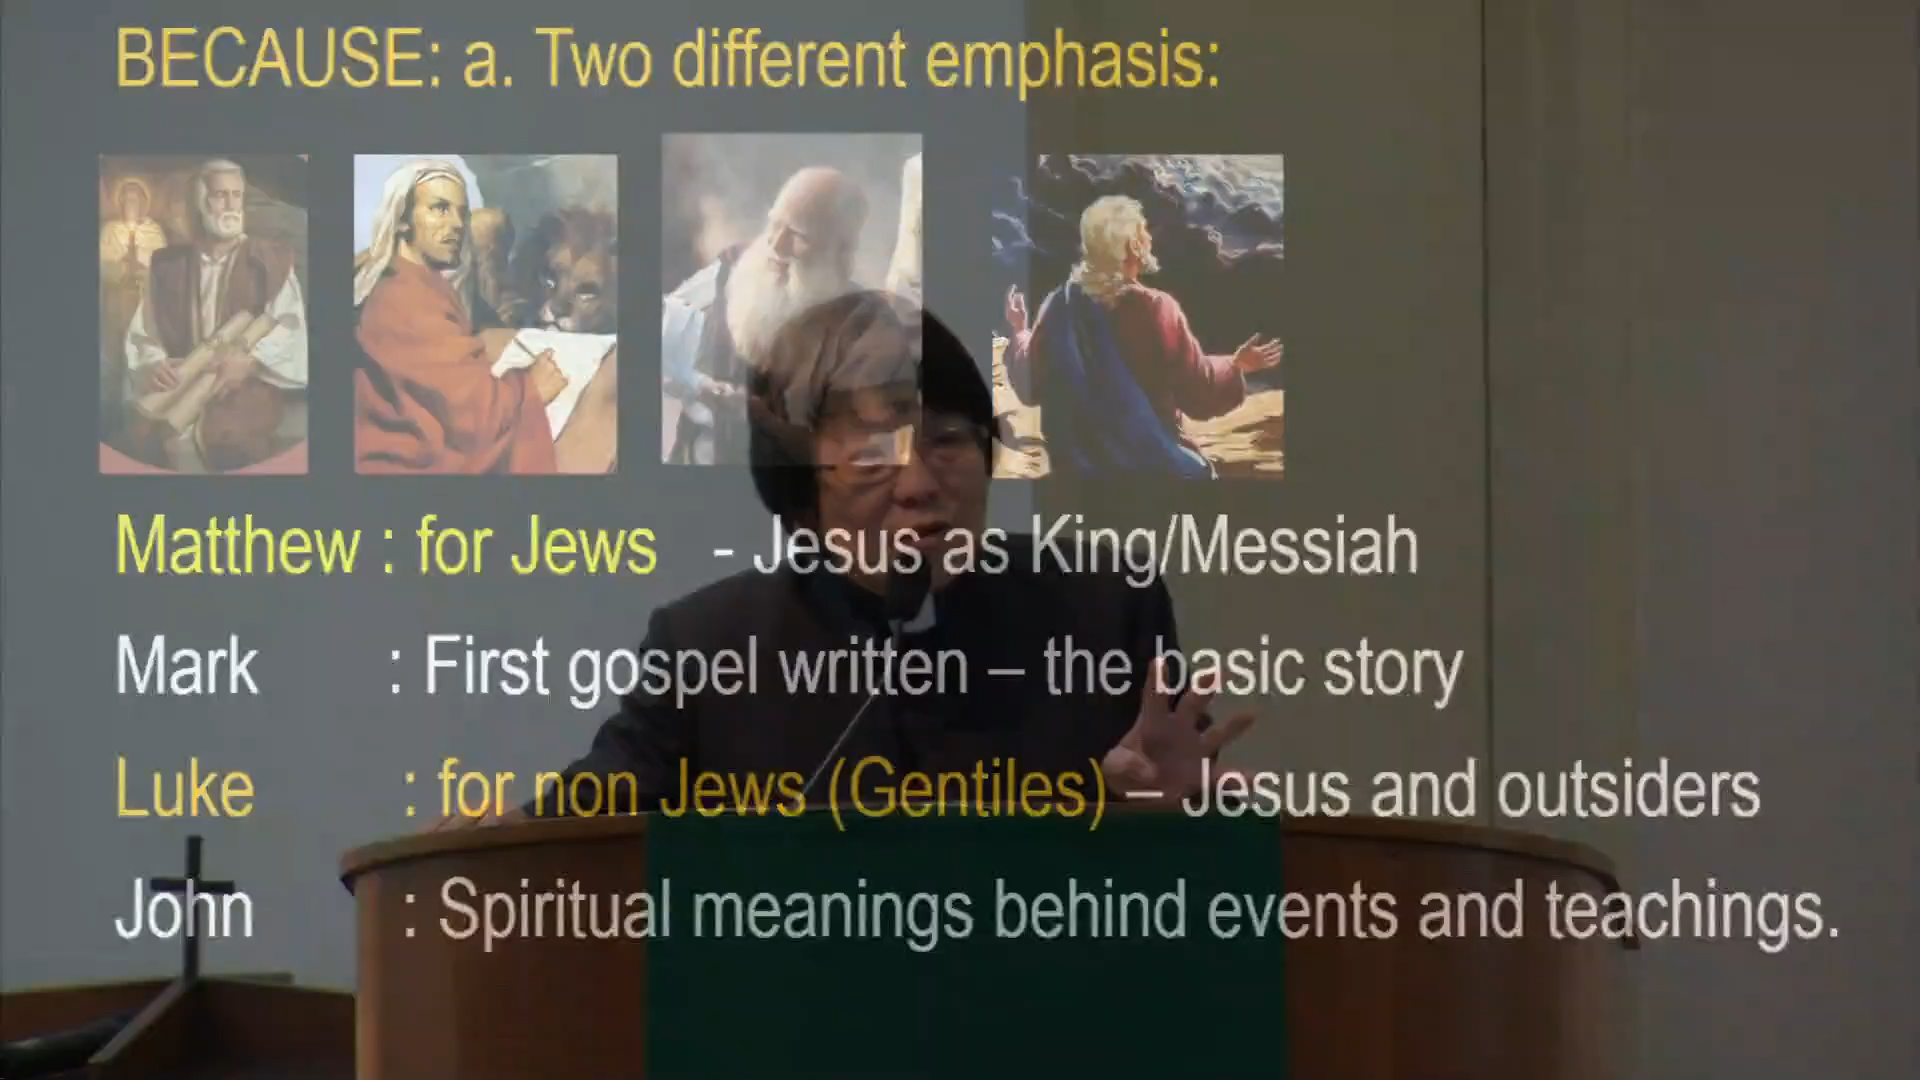 BECAUSE: a. Two different emphasis:
Matthew : for Jews - Jesus as King/Messiah
Mark : First gospel written – the basic story
Luke : for non Jews (Gentiles) – Jesus and outsiders
John : Spiritual meanings behind events and teachings.